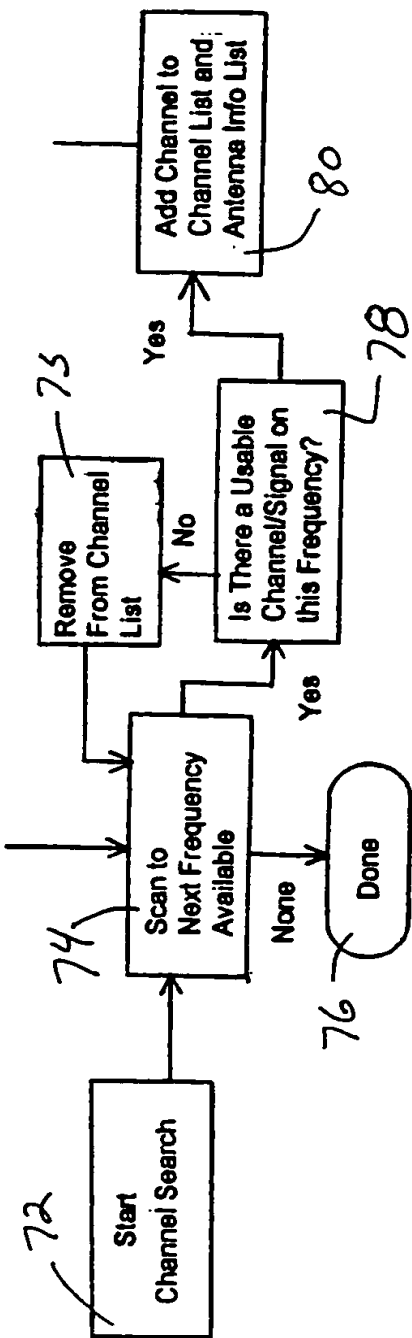 72
Start
Channel Search
74
Scan to
Next Frequency
Available
None
76
Done
Yes
73
Remove
From Channel
List
No
Is There a Usable
Channel/Signal on
this Frequency?
78
Yes
Add Channel to
Channel List and
Antenna Info List
80